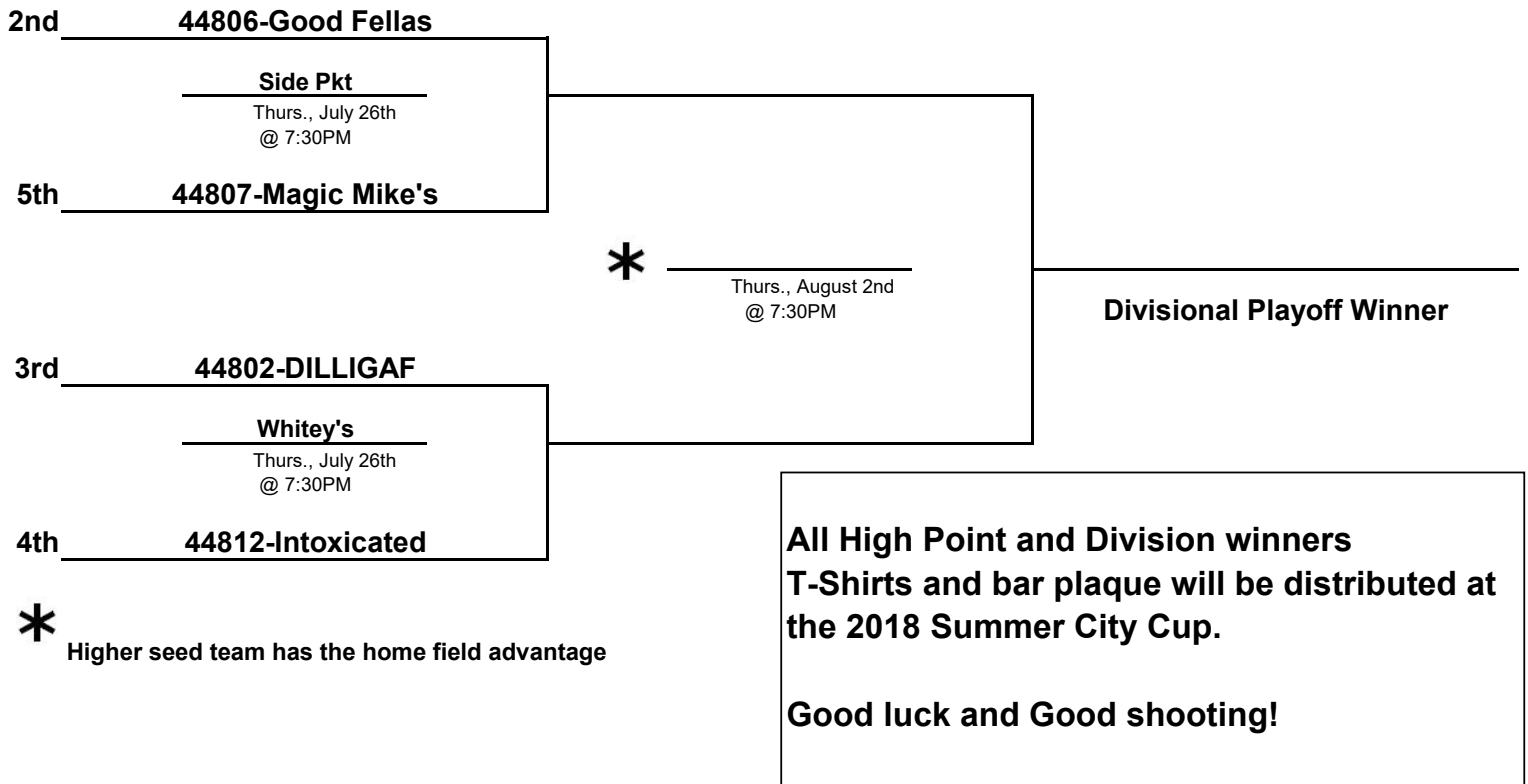 2nd 44806-Good Fellas
Side Pkt
Thurs., July 26th
@ 7:30PM
5th 44807-Magic Mike's
*
Thurs., August 2nd
@ 7:30PM
Divisional Playoff Winner
3rd 44802-DILLIGAF
Whitey's
Thurs., July 26th
@ 7:30PM
4th 44812-Intoxicated
* Higher seed team has the home field advantage
All High Point and Division winners
T-Shirts and bar plaque will be distributed at
the 2018 Summer City Cup.
Good luck and Good shooting!